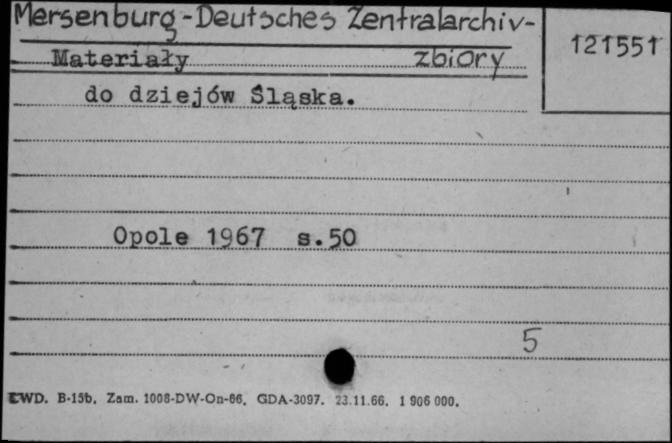 Mersenburg-Deutsches Zentralarchiv-
121551
Materiały zbiory
do dziejów Śląska.
Opole 1967 s.50
5
CWD. B-15b. Zam. 1008-DW-On-66. GDA-3097. 23.11.66. 1 906 000.